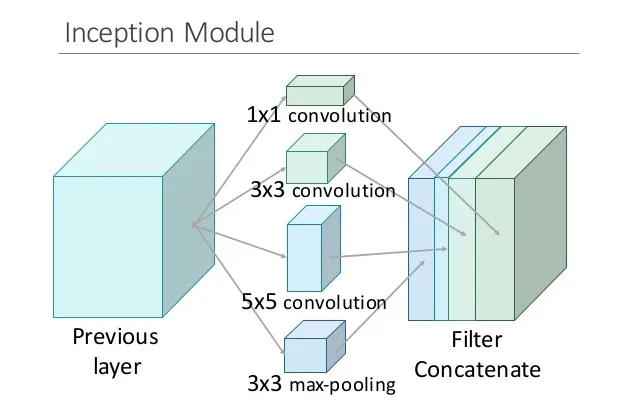 Inception Module
1x1 convolution
3x3 convolution
5x5 convolution
3x3 max-pooling
Previous
layer
Filter
Concatenate